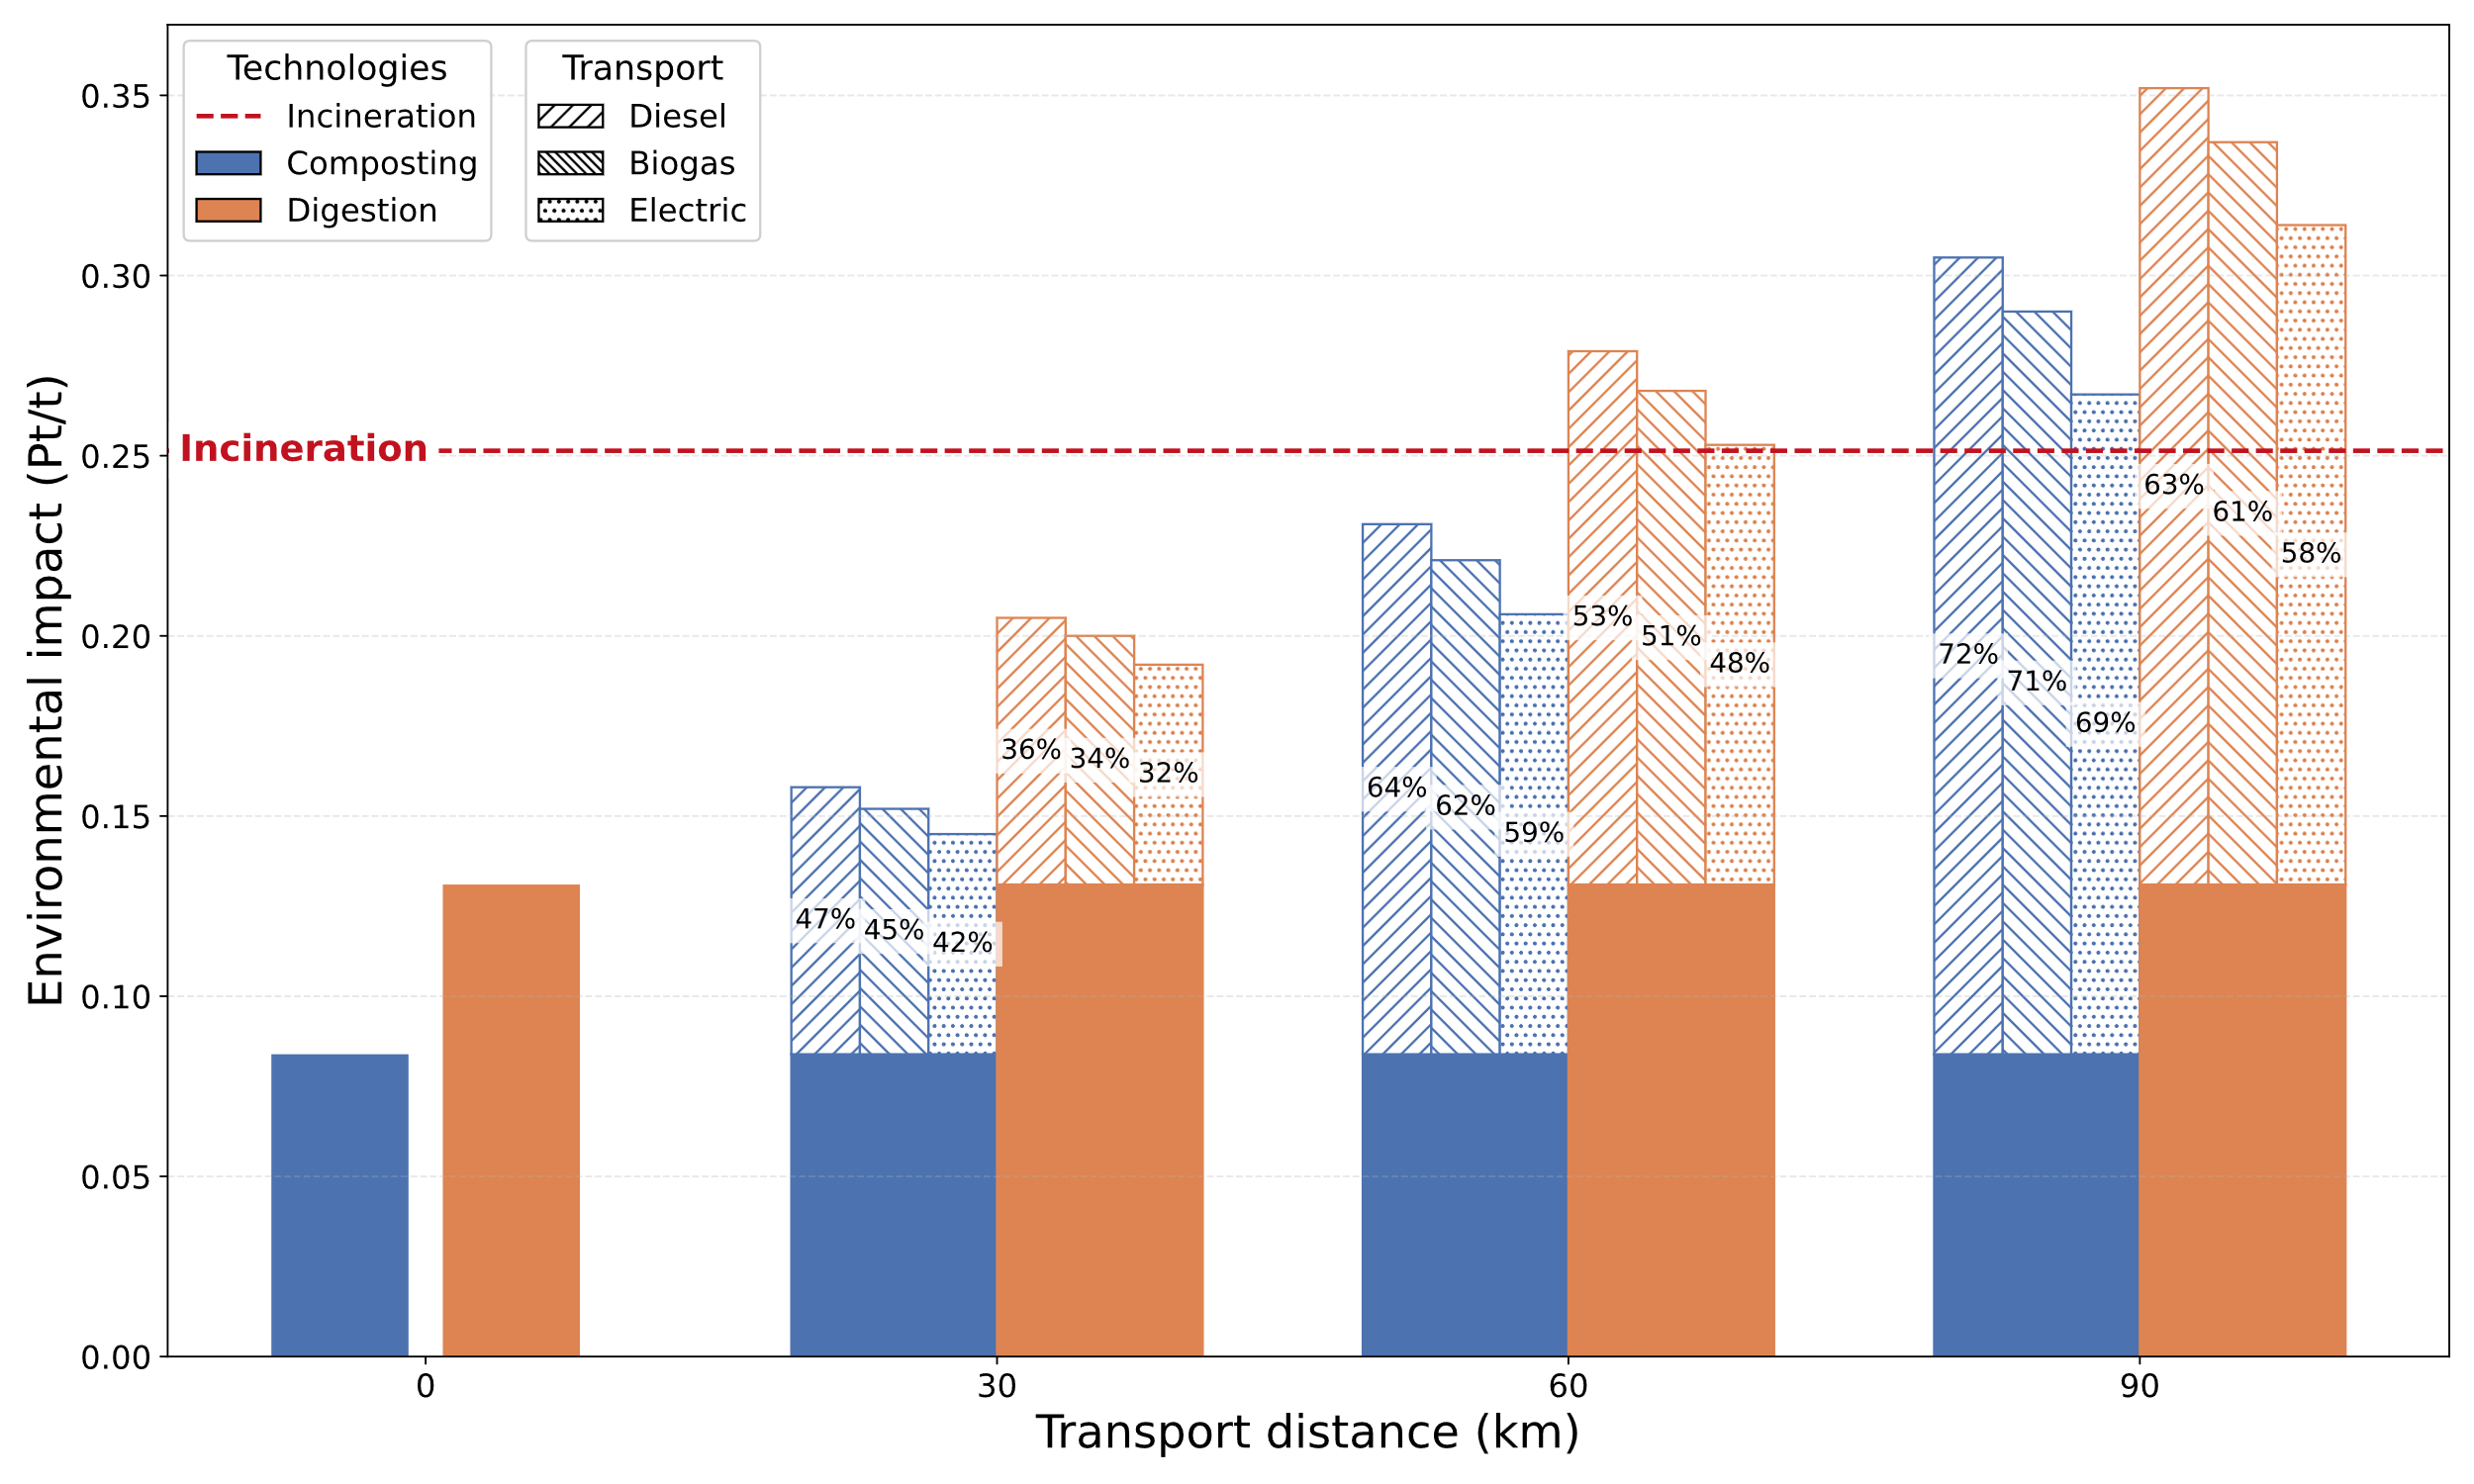 Technologies
Incineration
Composting
Digestion
Transport
Diesel
Biogas
Electric
Environmental impact (Pt/t)
0.35
0.30
0.25
0.20
0.15
0.10
0.05
0.00
Incineration
47%
45%
42%
36%
34%
32%
64%
62%
59%
53%
51%
48%
72%
71%
69%
63%
61%
58%
0
30
60
90
Transport distance (km)